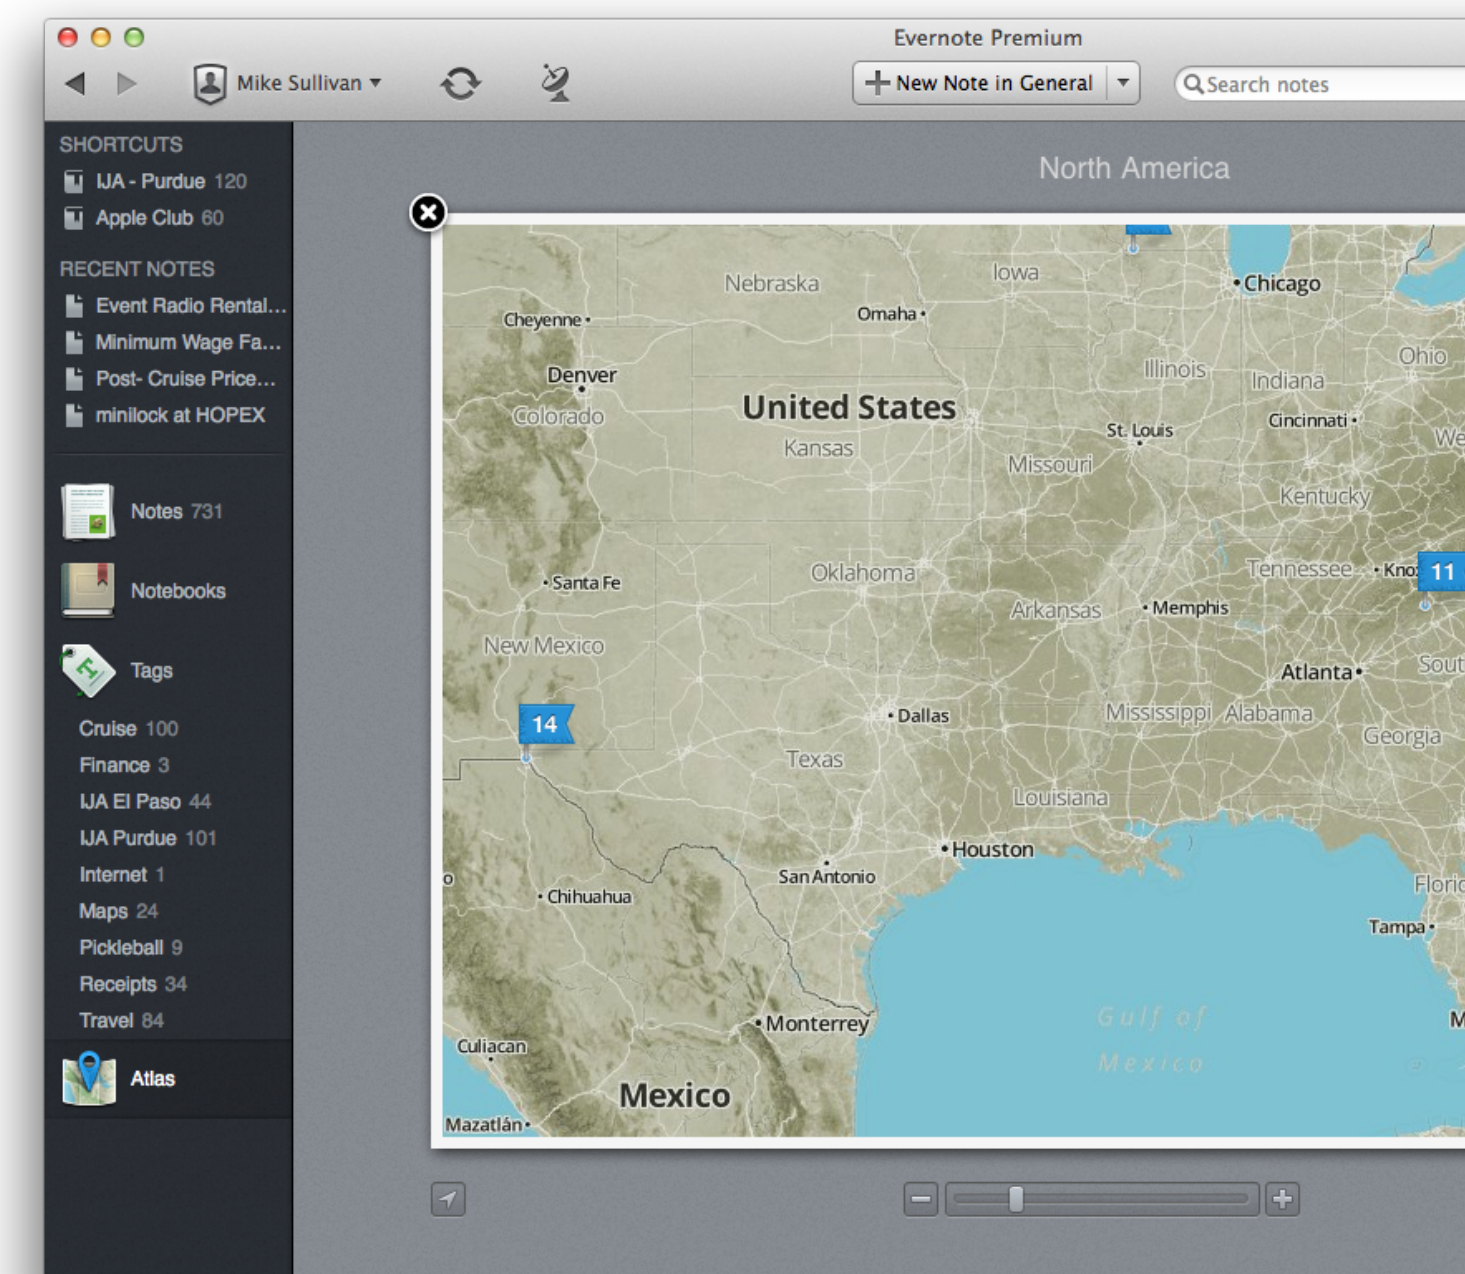 Evernote Premium
Mike Sullivan
New Note in General
Search notes
SHORTCUTS
IJA - Purdue 120
Apple Club 60
RECENT NOTES
Event Radio Rental...
Minimum Wage Fa...
Post- Cruise Price...
minilock at HOPEX
Notes 731
Notebooks
Tags
Cruise 100
Finance 3
IJA El Paso 44
IJA Purdue 101
Internet 1
Maps 24
Pickleball 9
Receipts 34
Travel 84
Atlas
North America
Nebraska
Iowa
Chicago
Cheyenne
Omaha
Denver
Illinois
Ohio
Indiana
Colorado
United States
St. Louis
Cincinnati
Kansas
Missouri
We
Kentucky
Oklahoma
Tennessee
Knox
11
Santa Fe
Arkansas
Memphis
New Mexico
Atlanta
Sout
14
Dallas
Mississippi
Alabama
Georgia
Texas
Louisiana
Houston
San Antonio
Chihuahua
o
Florid
Tampa
Gulf of
Mexico
Monterrey
M
Culiacan
Mexico
Mazatlán